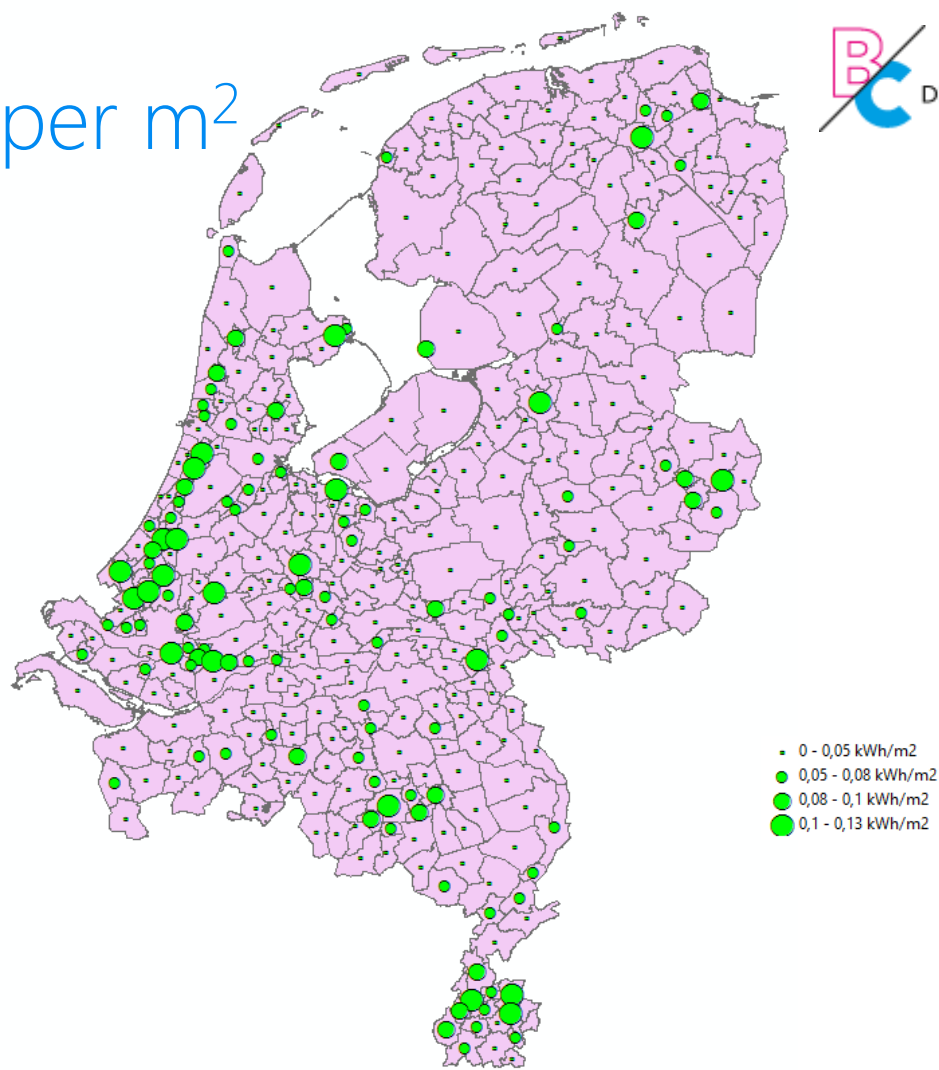 per m²
BC
D
0 - 0,05 kWh/m2
0,05 - 0,08 kWh/m2
0,08 - 0,1 kWh/m2
0,1 - 0,13 kWh/m2